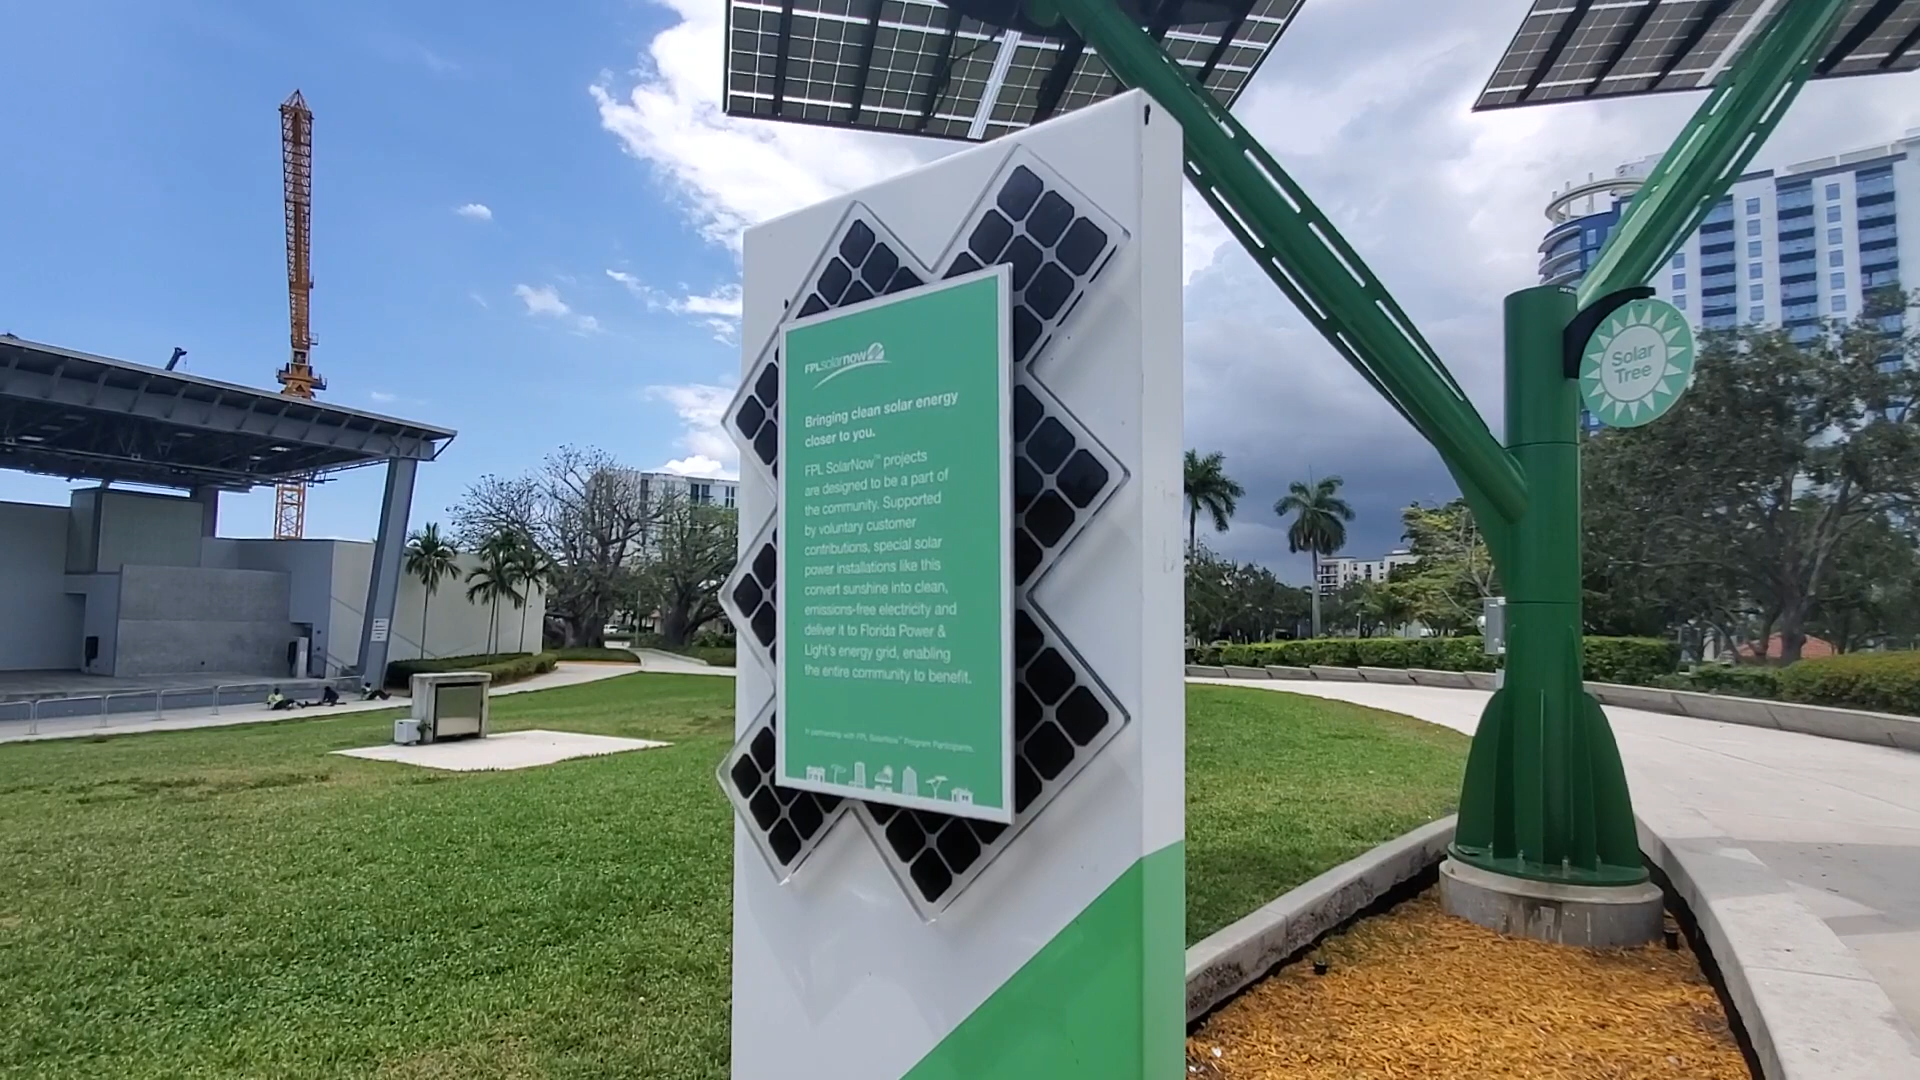 FPLsolarnow
Bringing clean solar energy
closer to you.
FPL SolarNow™ projects
are designed to be a part of
the community. Supported
by voluntary customer
contributions, special solar
power installations like this
convert sunshine into clean,
emissions-free electricity and
deliver it to Florida Power &
Light's energy grid, enabling
the entire community to benefit.
In partnership with FPL SolarNow™ Program Participants.
Solar
Tree